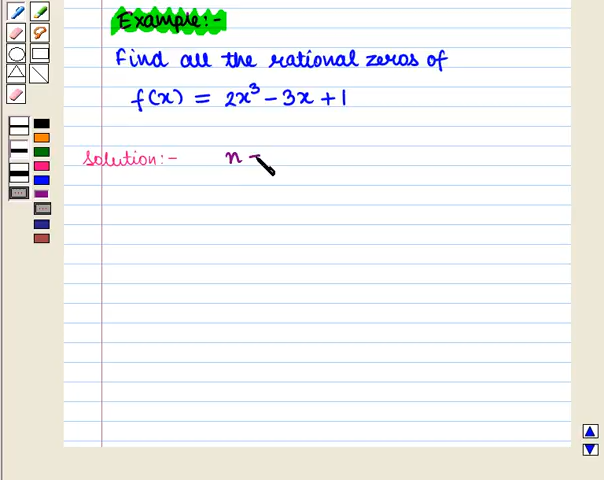 Example:-
Find all the rational zeros of
f(x) = 2x³ - 3x + 1
Solution:- n -